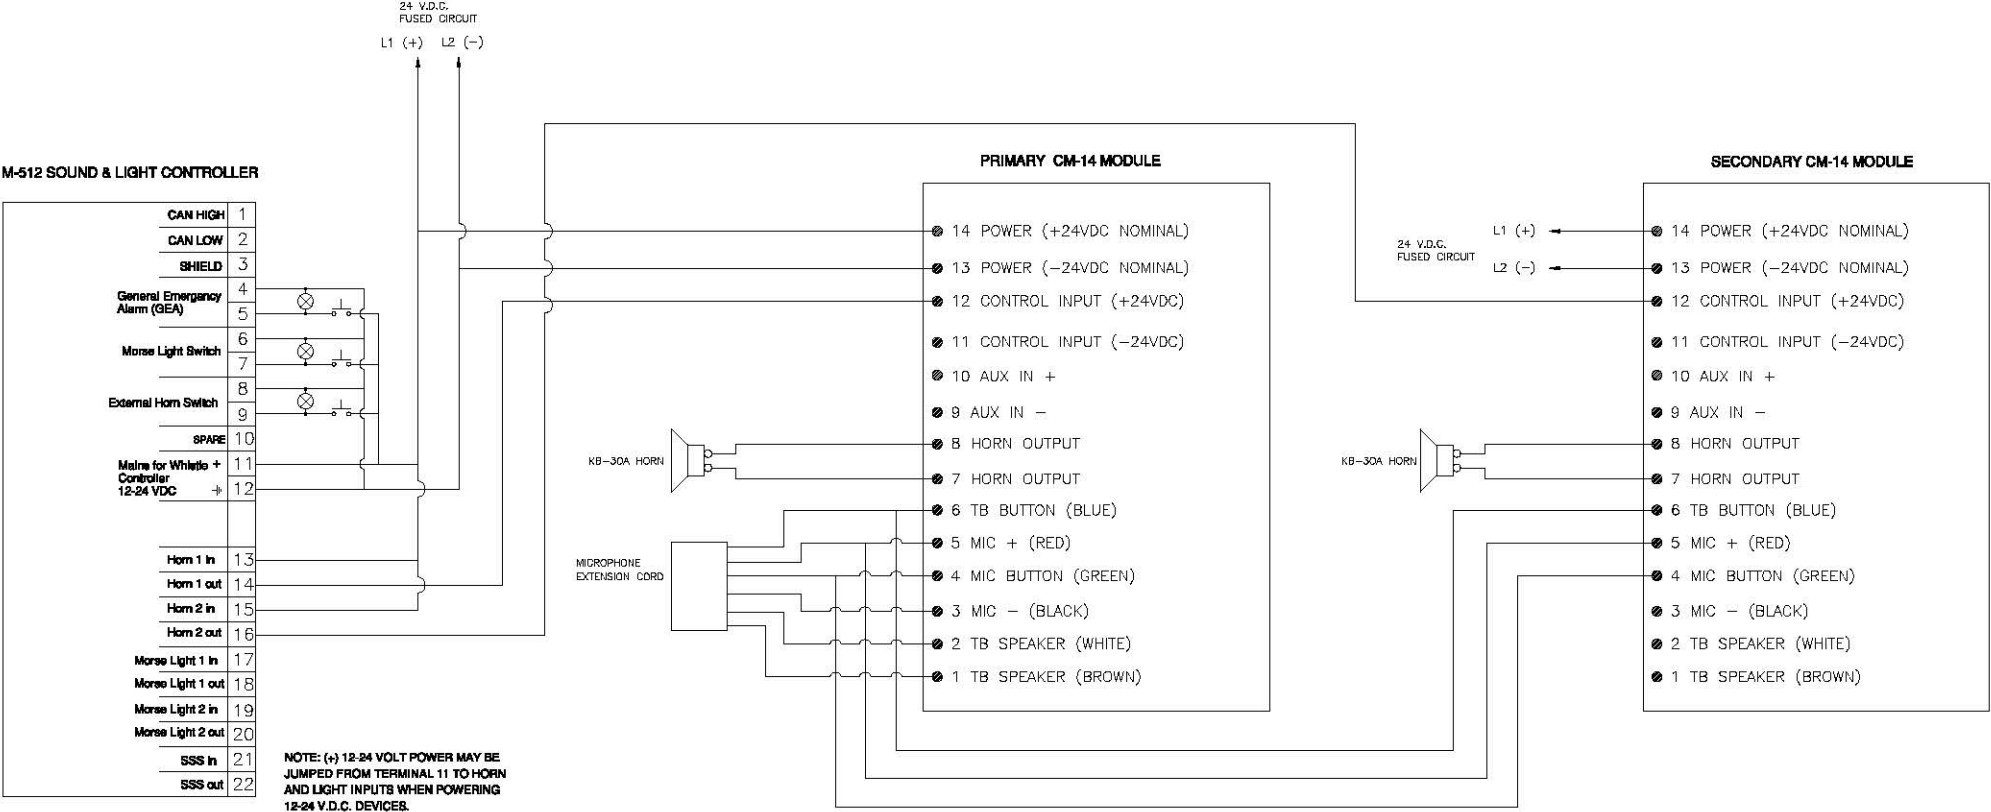 24 V.D.C.
FUSED CIRCUIT
L1 (+) L2 (-)
M-512 SOUND & LIGHT CONTROLLER
CAN HIGH 1
CAN LOW 2
SHIELD 3
General Emergancy
Alarm (GEA)
4
5
Morse Light Switch
6
7
External Horn Switch
8
9
SPARE 10
Mains for Whistle +
Controller
12-24 VDC
11
12
Horn 1 in 13
Horn 1 out 14
Horn 2 in 15
Horn 2 out 16
Morse Light 1 in 17
Morse Light 1 out 18
Morse Light 2 in 19
Morse Light 2 out 20
SSS in 21
SSS out 22
NOTE: (+) 12-24 VOLT POWER MAY BE
JUMPED FROM TERMINAL 11 TO HORN
AND LIGHT INPUTS WHEN POWERING
12-24 V.D.C. DEVICES.
PRIMARY CM-14 MODULE
14 POWER (+24VDC NOMINAL)
13 POWER (-24VDC NOMINAL)
12 CONTROL INPUT (+24VDC)
11 CONTROL INPUT (-24VDC)
10 AUX IN +
9 AUX IN -
8 HORN OUTPUT
7 HORN OUTPUT
6 TB BUTTON (BLUE)
5 MIC + (RED)
4 MIC BUTTON (GREEN)
3 MIC - (BLACK)
2 TB SPEAKER (WHITE)
1 TB SPEAKER (BROWN)
KB-30A HORN
MICROPHONE
EXTENSION CORD
SECONDARY CM-14 MODULE
24 V.D.C.
FUSED CIRCUIT
L1 (+)
L2 (-)
14 POWER (+24VDC NOMINAL)
13 POWER (-24VDC NOMINAL)
12 CONTROL INPUT (+24VDC)
11 CONTROL INPUT (-24VDC)
10 AUX IN +
9 AUX IN -
8 HORN OUTPUT
7 HORN OUTPUT
6 TB BUTTON (BLUE)
5 MIC + (RED)
4 MIC BUTTON (GREEN)
3 MIC - (BLACK)
2 TB SPEAKER (WHITE)
1 TB SPEAKER (BROWN)
KB-30A HORN